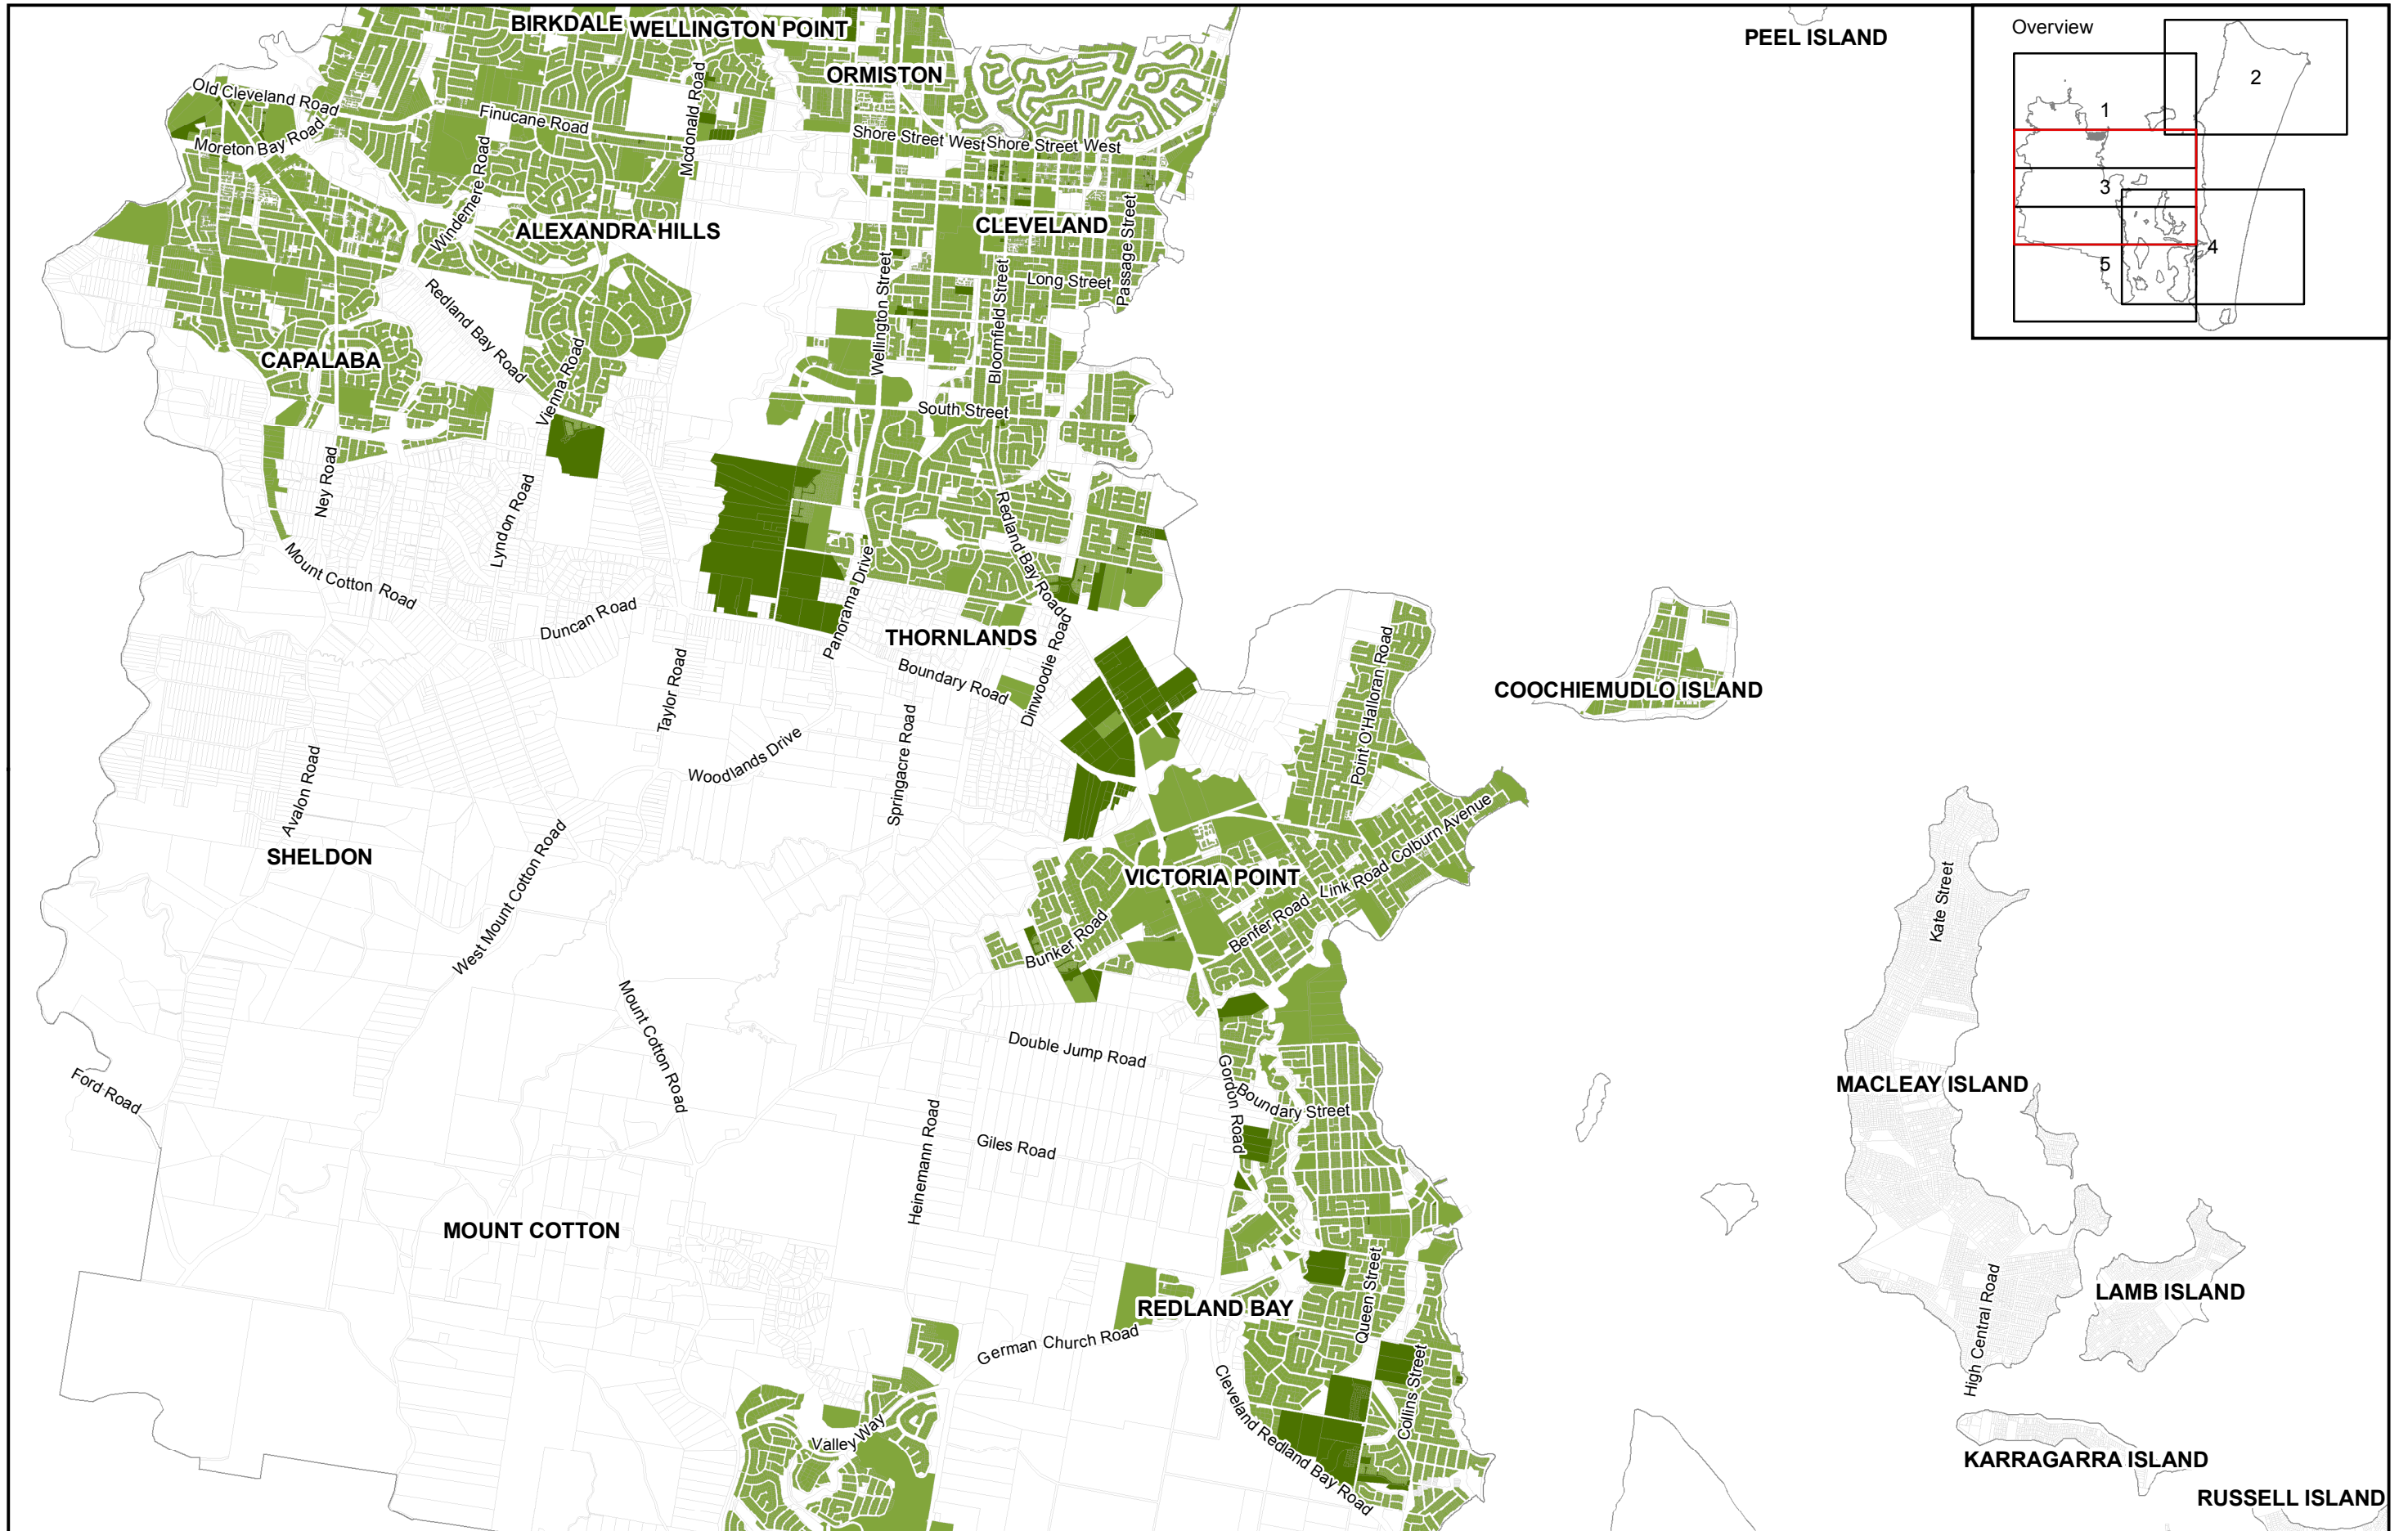 BIRKDALE
WELLINGTON POINT
PEEL ISLAND
Overview
ORMISTON
2
Old Cleveland Road
Mcdonald Road
1
Finucane Road
Moreton Bay Road
Shore Street West
Shore Street West
Windemere Road
3
ALEXANDRA HILLS
CLEVELAND
Passage Street
4
5
Wellington Street
Bloomfield Street
Long Street
Redland Bay Road
CAPALABA
Vienna Road
South Street
Ney Road
Lyndon Road
Redland Bay Road
Mount Cotton Road
Duncan Road
Panorama Drive
THORNLANDS
Dinwoodie Road
Boundary Road
Taylor Road
Point O'Halloran Road
COOCHIEMUDLO ISLAND
Springacre Road
Woodlands Drive
Avalon Road
SHELDON
West Mount Cotton Road
Colburn Avenue
Link Road
VICTORIA POINT
Benfer Road
Bunker Road
Kate Street
Mount Cotton Road
Double Jump Road
Gordon Road
Boundary Street
Ford Road
MACLEAY ISLAND
Heinemann Road
Giles Road
MOUNT COTTON
REDLAND BAY
Queen Street
High Central Road
LAMB ISLAND
German Church Road
Collins Street
Cleveland Redland Bay Road
Valley Way
KARRAGARRA ISLAND
RUSSELL ISLAND